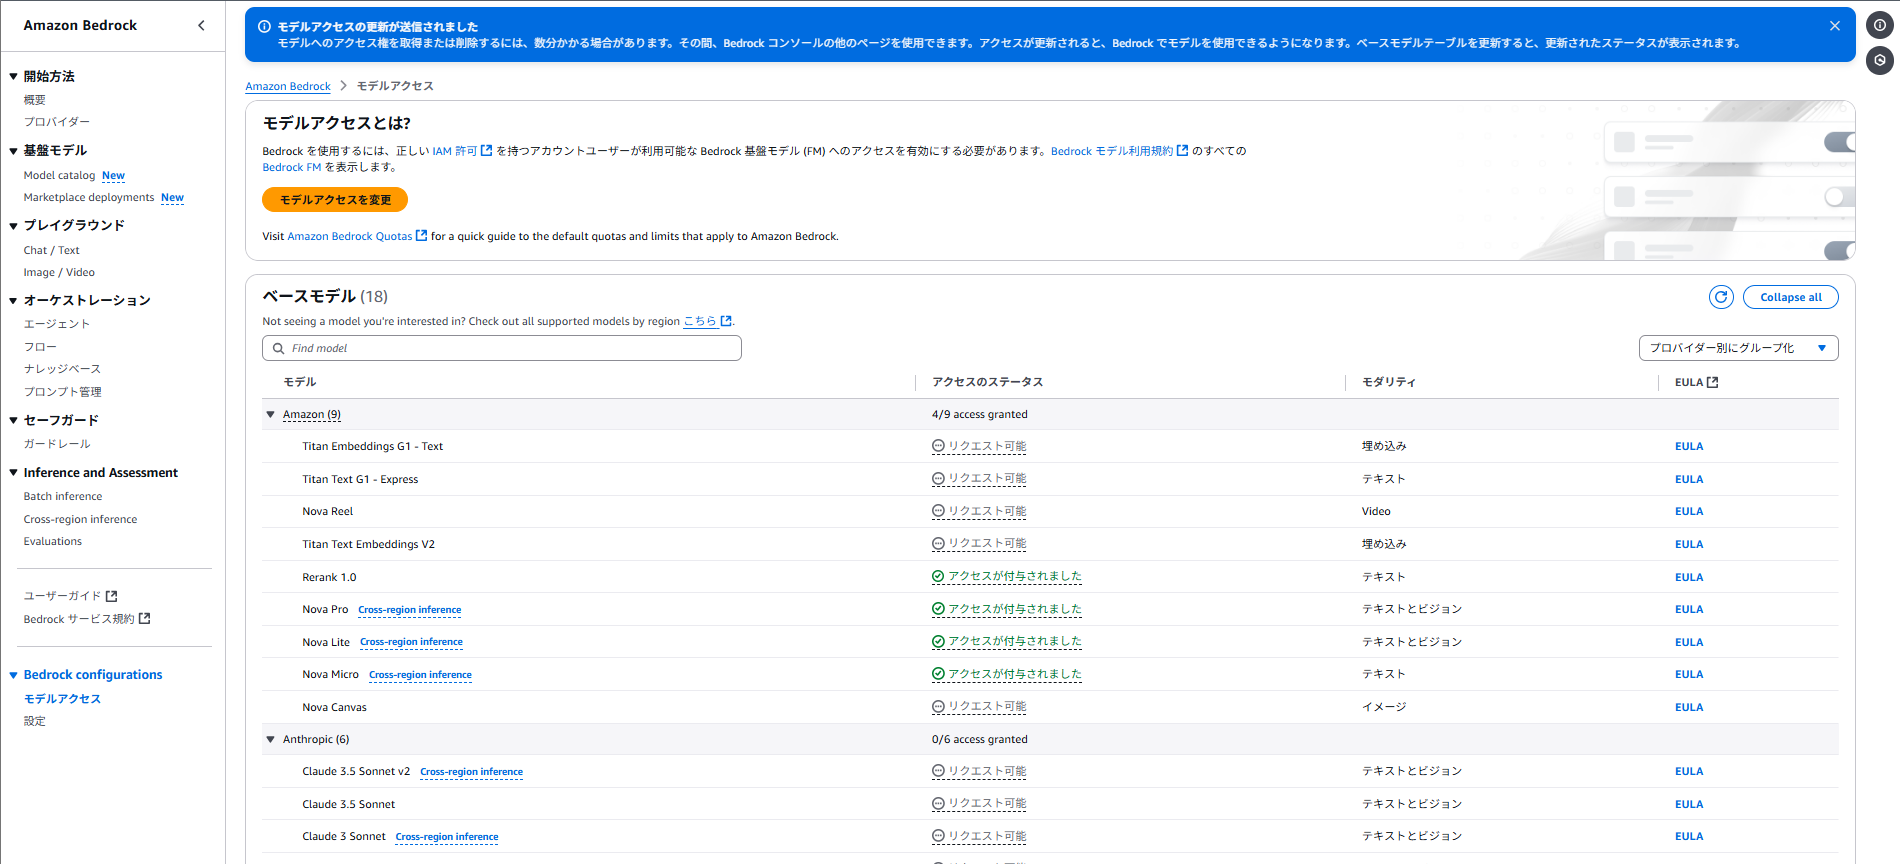 Amazon Bedrock
開始方法
概要
プロバイダー
基盤モデル
Model catalog New
Marketplace deployments New
プレイグラウンド
Chat / Text
Image / Video
オーケストレーション
エージェント
フロー
ナレッジベース
プロンプト管理
セーフガード
ガードレール
Inference and Assessment
Batch inference
Cross-region inference
Evaluations
ユーザーガイド
Bedrock サービス規約
Bedrock configurations
モデルアクセス
設定
モデルアクセスの更新が送信されました
モデルへのアクセス権を取得または削除するには、数分かかる場合があります。その間、Bedrock コンソールの他のページを使用できます。アクセスが更新されると、Bedrock でモデルを使用できるようになります。ベースモデルテーブルを更新すると、更新されたステータスが表示されます。
Amazon Bedrock > モデルアクセス
モデルアクセスとは?
Bedrock を使用するには、正しい IAM 許可 を持つアカウントユーザーが利用可能な Bedrock 基盤モデル (FM) へのアクセスを有効にする必要があります。Bedrock モデル利用規約 のすべての
Bedrock FM を表示します。
モデルアクセスを変更
Visit Amazon Bedrock Quotas for a quick guide to the default quotas and limits that apply to Amazon Bedrock.
ベースモデル (18)
Collapse all
Not seeing a model you're interested in? Check out all supported models by region こちら.
Find model
プロバイダー別にグループ化
モデル アクセスのステータス モダリティ EULA
Amazon (9) 4/9 access granted
Titan Embeddings G1 - Text リクエスト可能 埋め込み EULA
Titan Text G1 - Express リクエスト可能 テキスト EULA
Nova Reel リクエスト可能 Video EULA
Titan Text Embeddings V2 リクエスト可能 埋め込み EULA
Rerank 1.0 アクセスが付与されました テキスト EULA
Nova Pro Cross-region inference アクセスが付与されました テキストとビジョン EULA
Nova Lite Cross-region inference アクセスが付与されました テキストとビジョン EULA
Nova Micro Cross-region inference アクセスが付与されました テキスト EULA
Nova Canvas リクエスト可能 イメージ EULA
Anthropic (6) 0/6 access granted
Claude 3.5 Sonnet v2 Cross-region inference リクエスト可能 テキストとビジョン EULA
Claude 3.5 Sonnet リクエスト可能 テキストとビジョン EULA
Claude 3 Sonnet Cross-region inference リクエスト可能 テキストとビジョン EULA